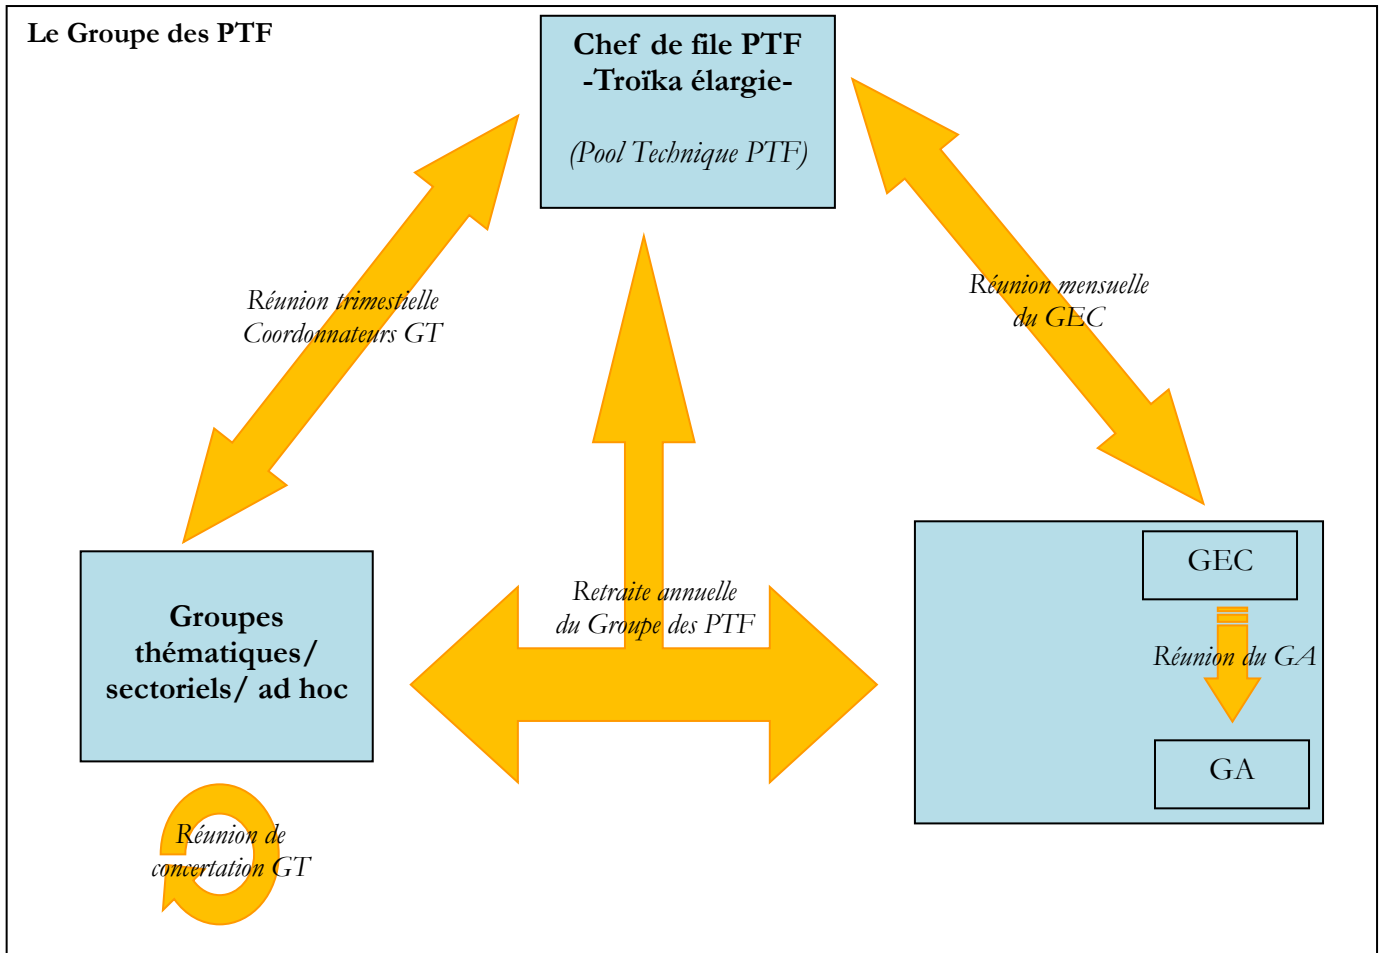 Le Groupe des PTF
Chef de file PTF
-Troïka élargie-
(Pool Technique PTF)
Réunion trimestielle
Coordonnateurs GT
Réunion mensuelle
du GEC
Groupes
thématiques/
sectoriels/ ad hoc
Retraite annuelle
du Groupe des PTF
GEC
Réunion du GA
GA
Réunion de
concertation GT